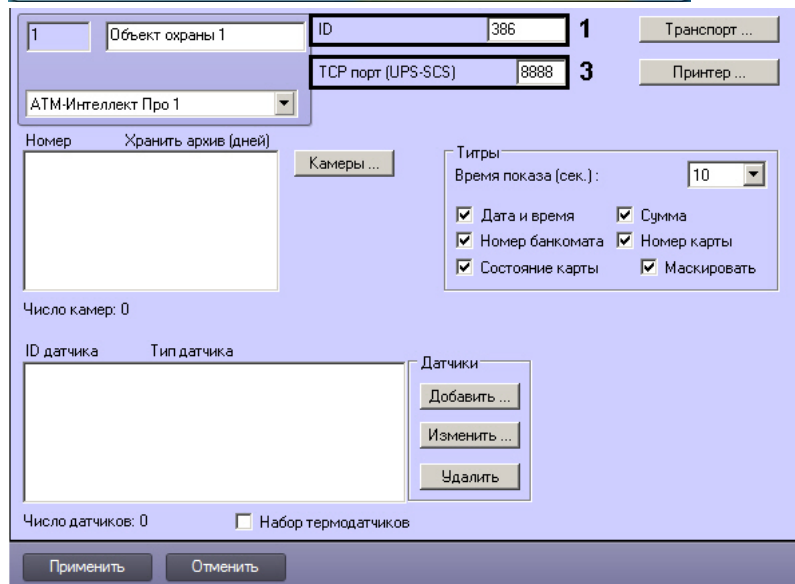 1 Объект охраны 1 ID 386 1 Транспорт ...
TCP порт (UPS-SCS) 8888 3 Принтер ...
АТМ-Интеллект Про 1
Номер Хранить архив (дней)
Камеры ...
Титры
Время показа (сек.) : 10
Дата и время Сумма
Номер банкомата Номер карты
Состояние карты Маскировать
Число камер: 0
ID датчика Тип датчика
Датчики
Добавить ...
Изменить ...
Удалить
Число датчиков: 0 Набор термодатчиков
Применить Отменить